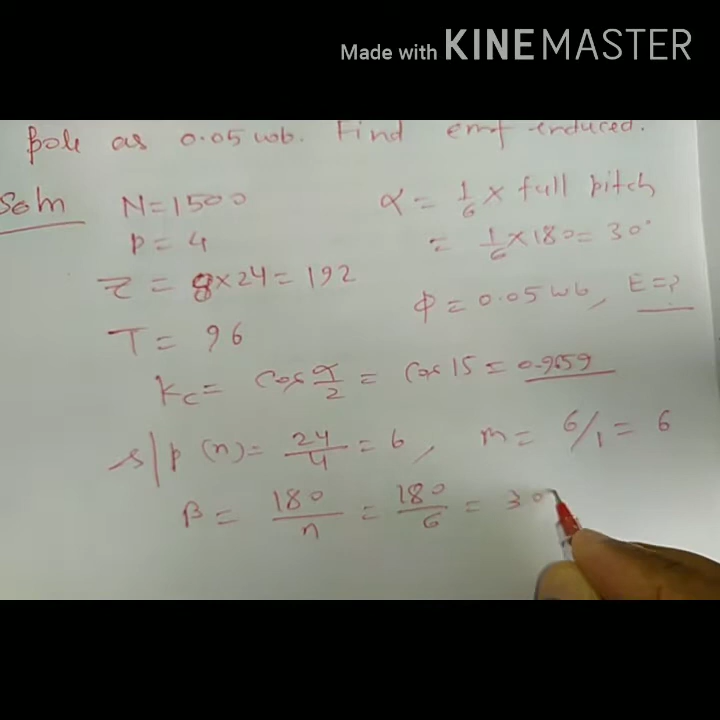 Made with KINEMASTER
pole as 0.05 wb. Find emf induced.
Soln N = 1500
P = 4
Z = 8×24 = 192
T = 96
α = 1/6 × full pitch
= 1/6 × 180 = 30°
ϕ = 0.05 wb, E = ?
Kc = cos α/2 = cos 15 = 0.9659
s/p (n) = 24/4 = 6, m = 6/1 = 6
β = 180/n = 180/6 = 30